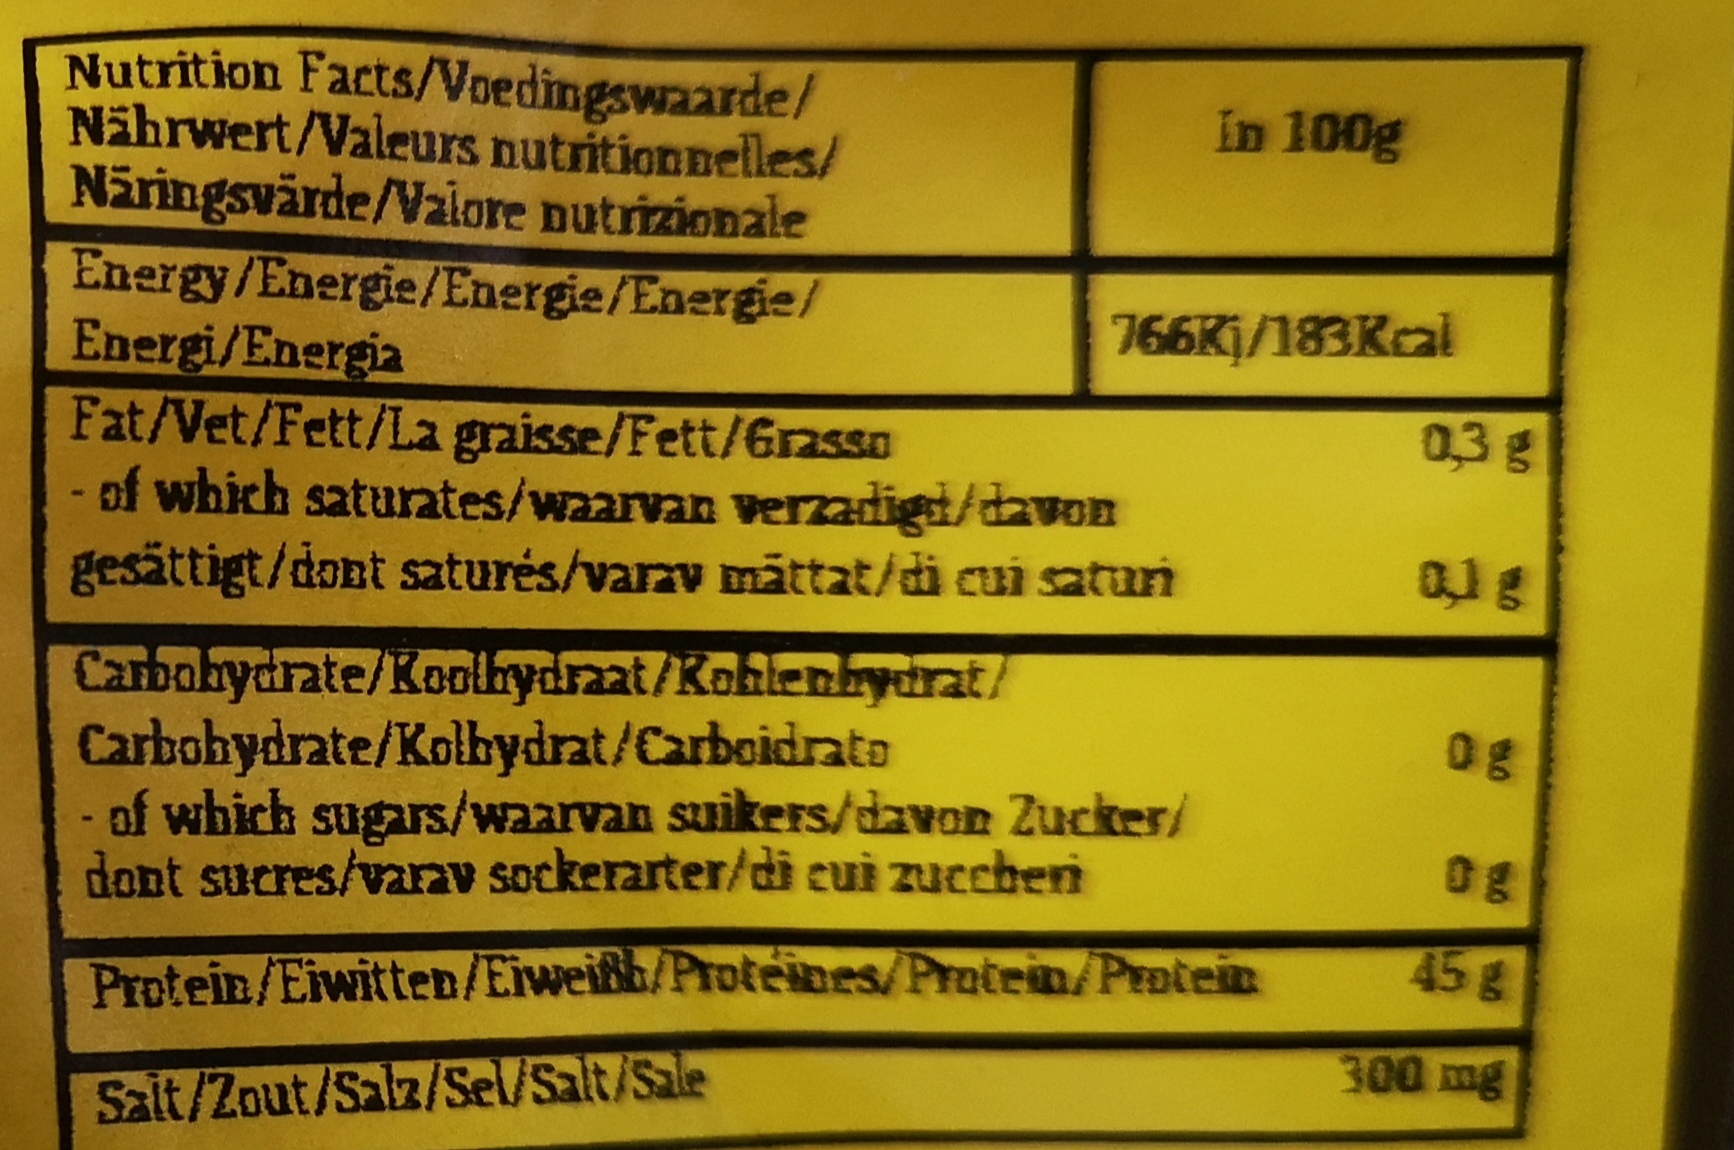 Nutrition Facts/Voedingswaarde/
Nährwert/Valeurs nutritionnelles/
Näringsvärde/Valore nutrizionale
In 100g
Energy/Energie/Energie/Energie/
Energi/Energia
766Kj/183Kcal
Fat/Vet/Fett/La graisse/Fett/Grasso
0,3 g
- of which saturates/waarvan verzadigd/davon
gesättigt/dont saturés/varav mättat/di cui saturi
0,1 g
Carbohydrate/Koolhydraat/Kohlenhydrat/
Carbohydrate/Kolhydrat/Carboidrato
0 g
- of which sugars/waarvan suikers/davon Zucker/
dont sucres/varav sockerarter/di cui zuccheri
0 g
Protein/Eiwitten/Eiweißh/Protéines/Protein/Protein
45 g
Salt/Zout/Salz/Sel/Salt/Sale
300 mg